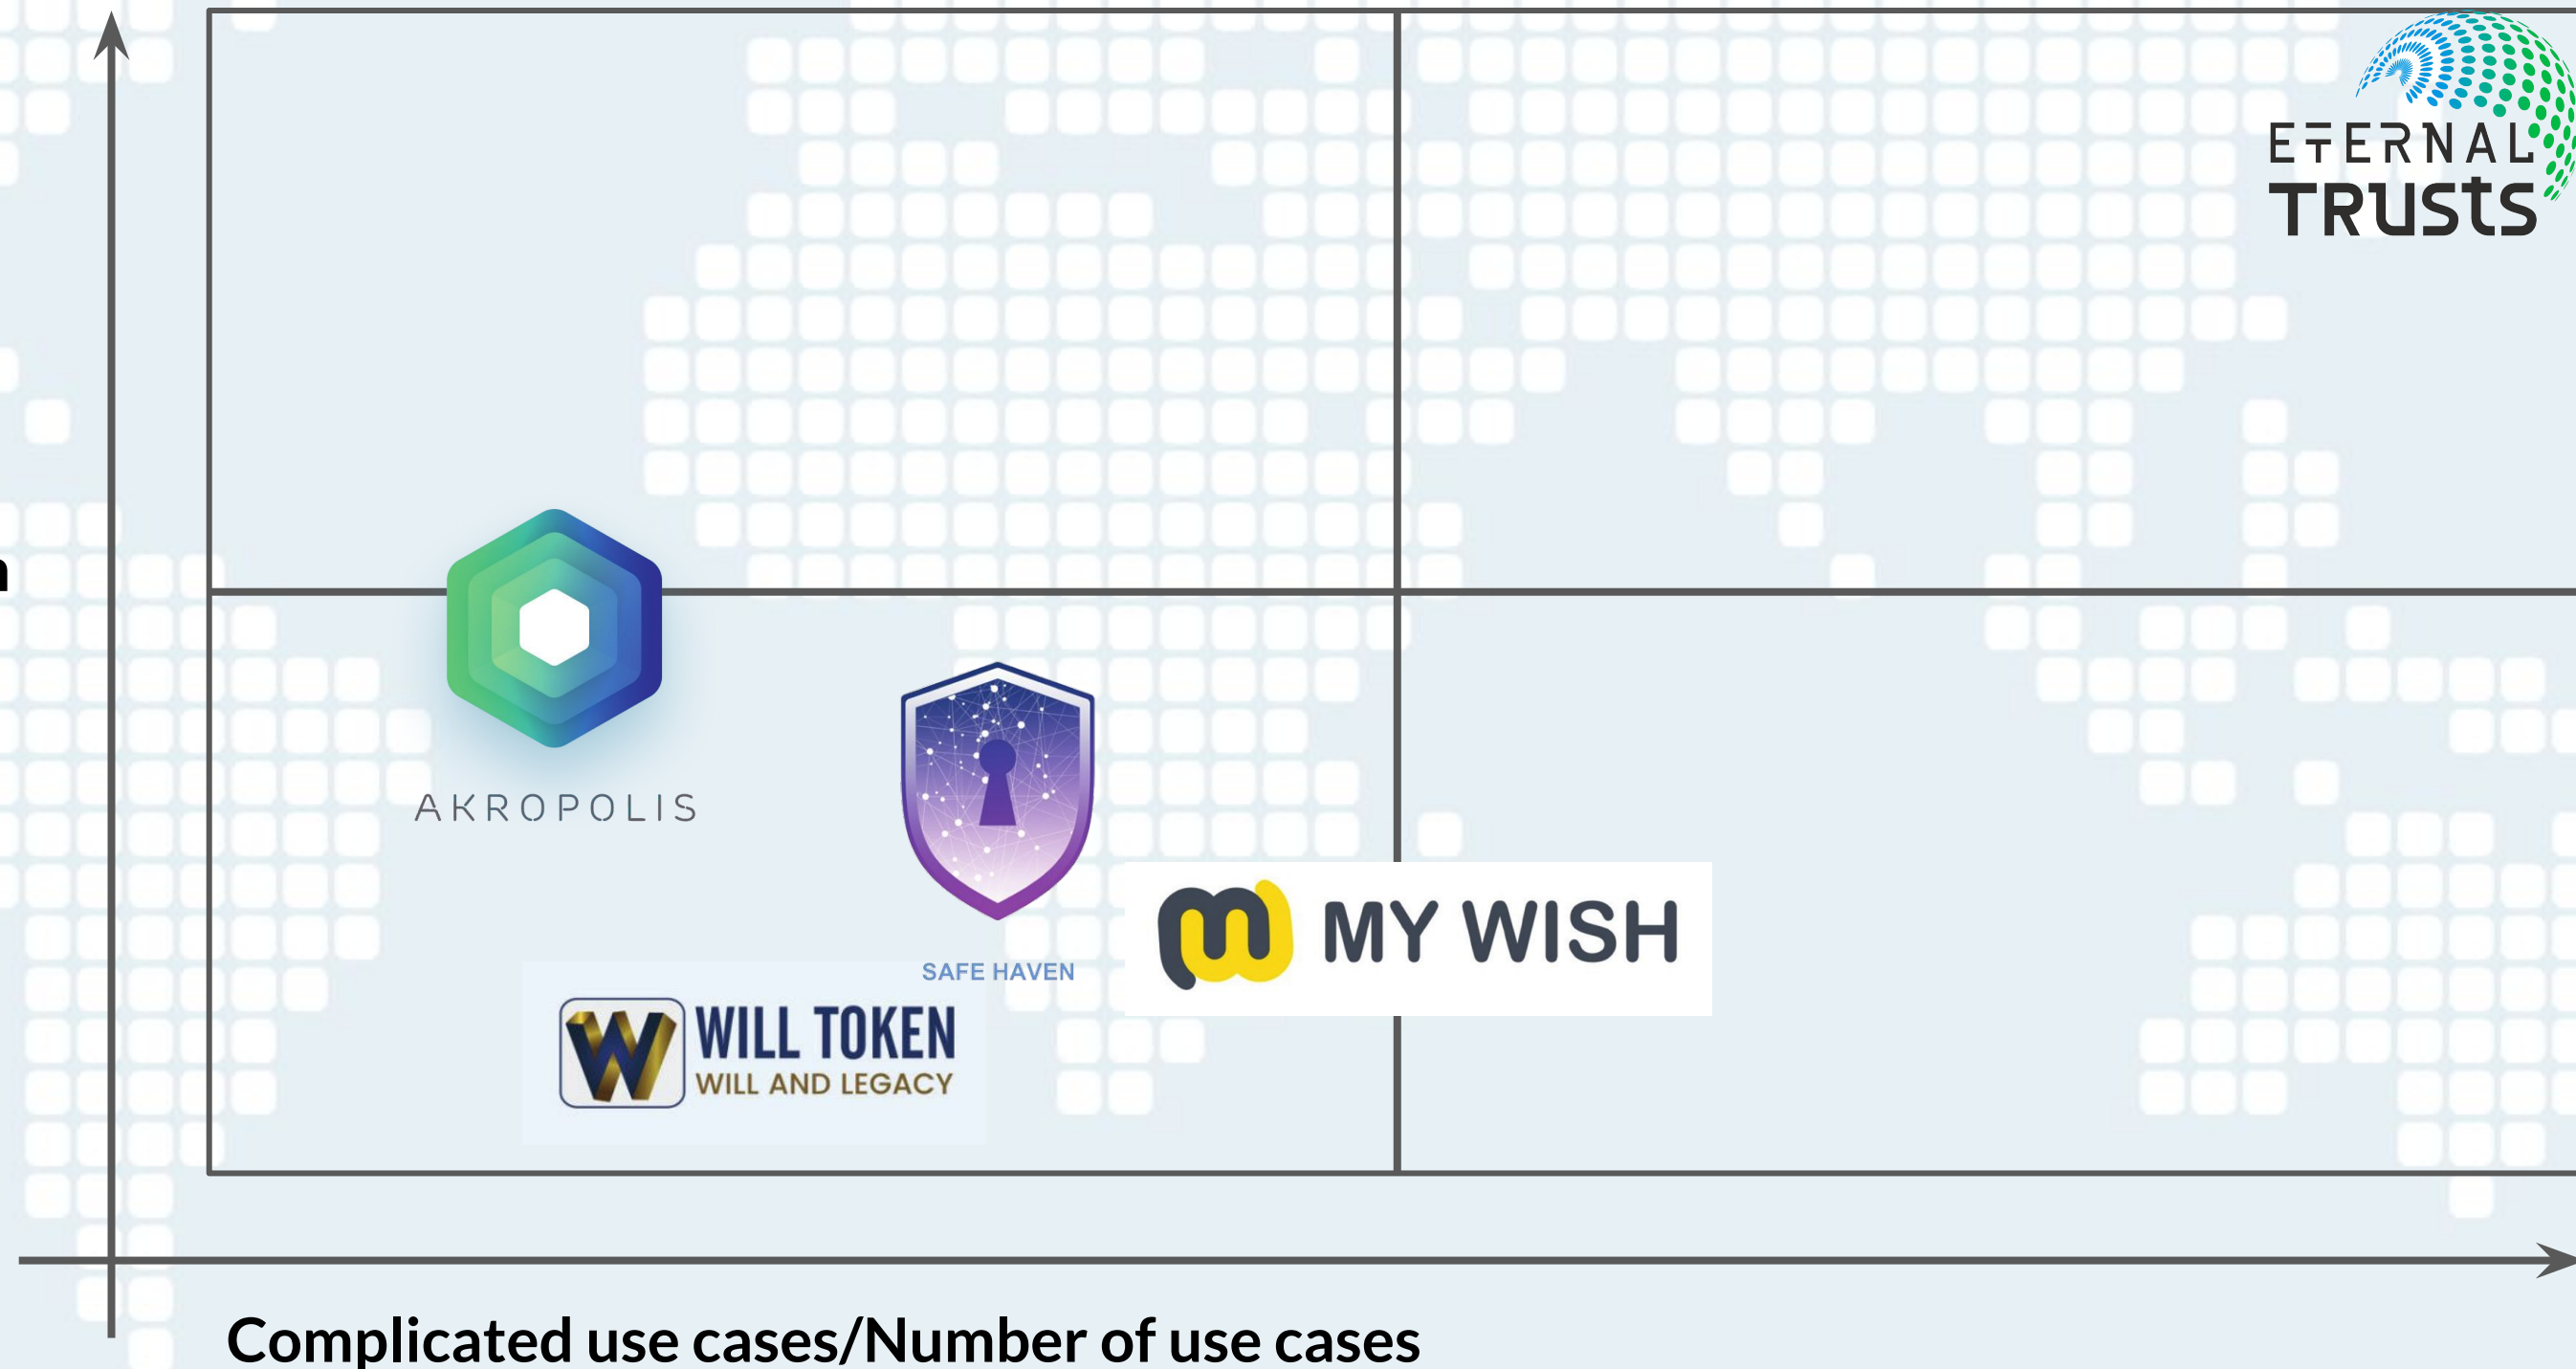 ETERNAL
TRUSTS
AKROPOLIS
SAFE HAVEN
MY WISH
WILL TOKEN
WILL AND LEGACY
Complicated use cases/Number of use cases